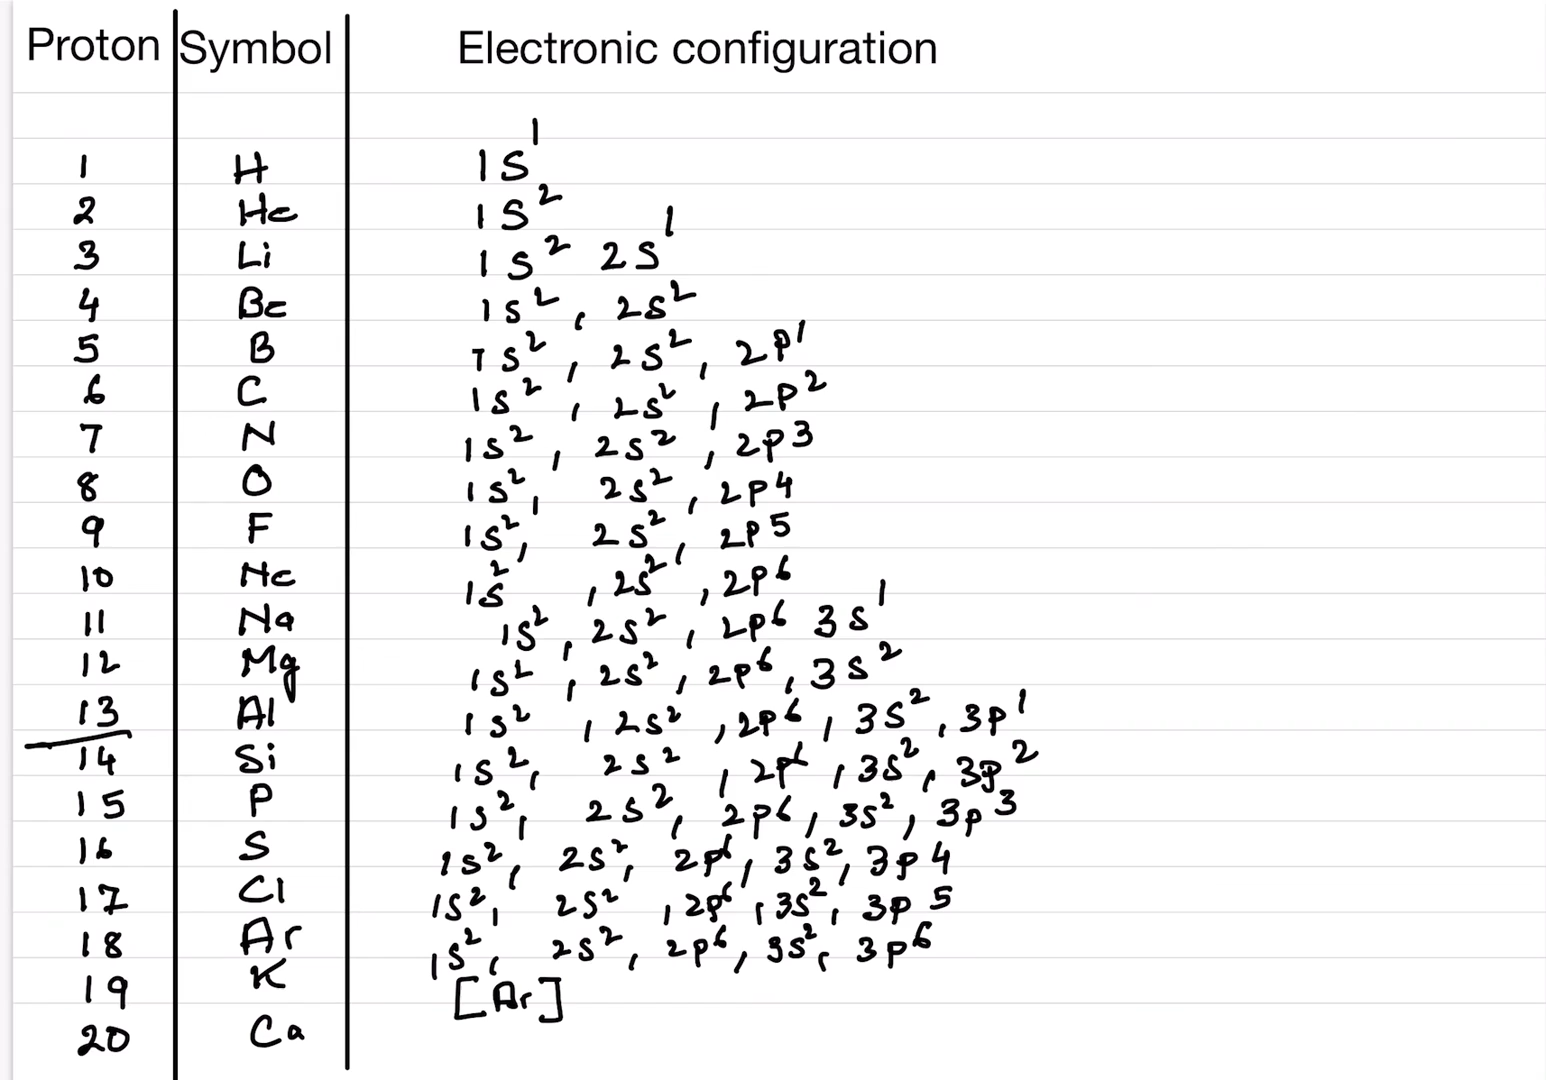 Proton Symbol Electronic configuration
1 H 1s¹
2 He 1s²
3 Li 1s² 2s¹
4 Be 1s², 2s²
5 B 1s², 2s², 2p¹
6 C 1s², 2s², 2p²
7 N 1s², 2s², 2p³
8 O 1s², 2s², 2p⁴
9 F 1s², 2s², 2p⁵
10 Ne 1s², 2s², 2p⁶
11 Na 1s², 2s², 2p⁶ 3s¹
12 Mg 1s², 2s², 2p⁶, 3s²
13 Al 1s², 2s², 2p⁶, 3s², 3p¹
14 Si 1s², 2s², 2p⁶, 3s², 3p²
15 P 1s², 2s², 2p⁶, 3s², 3p³
16 S 1s², 2s², 2p⁶, 3s², 3p⁴
17 Cl 1s², 2s², 2p⁶, 3s², 3p⁵
18 Ar 1s², 2s², 2p⁶, 3s², 3p⁶
19 K [Ar]
20 Ca